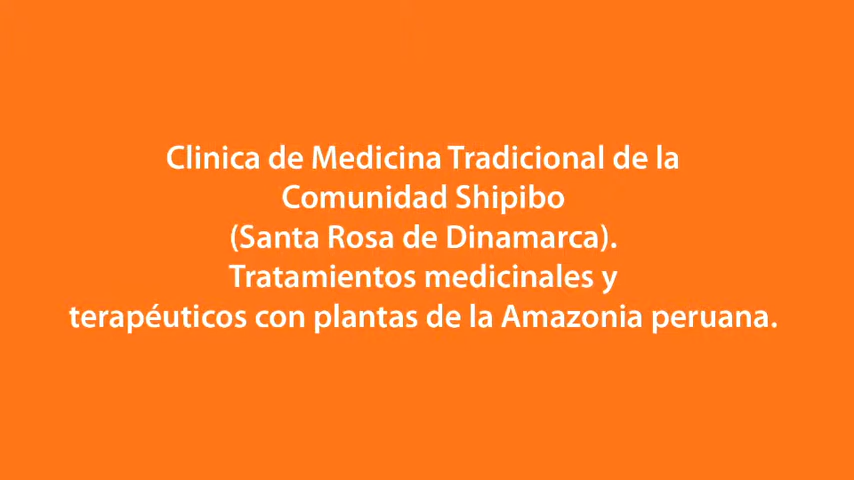 Clinica de Medicina Tradicional de la
Comunidad Shipibo
(Santa Rosa de Dinamarca).
Tratamientos medicinales y
terapéuticos con plantas de la Amazonia peruana.